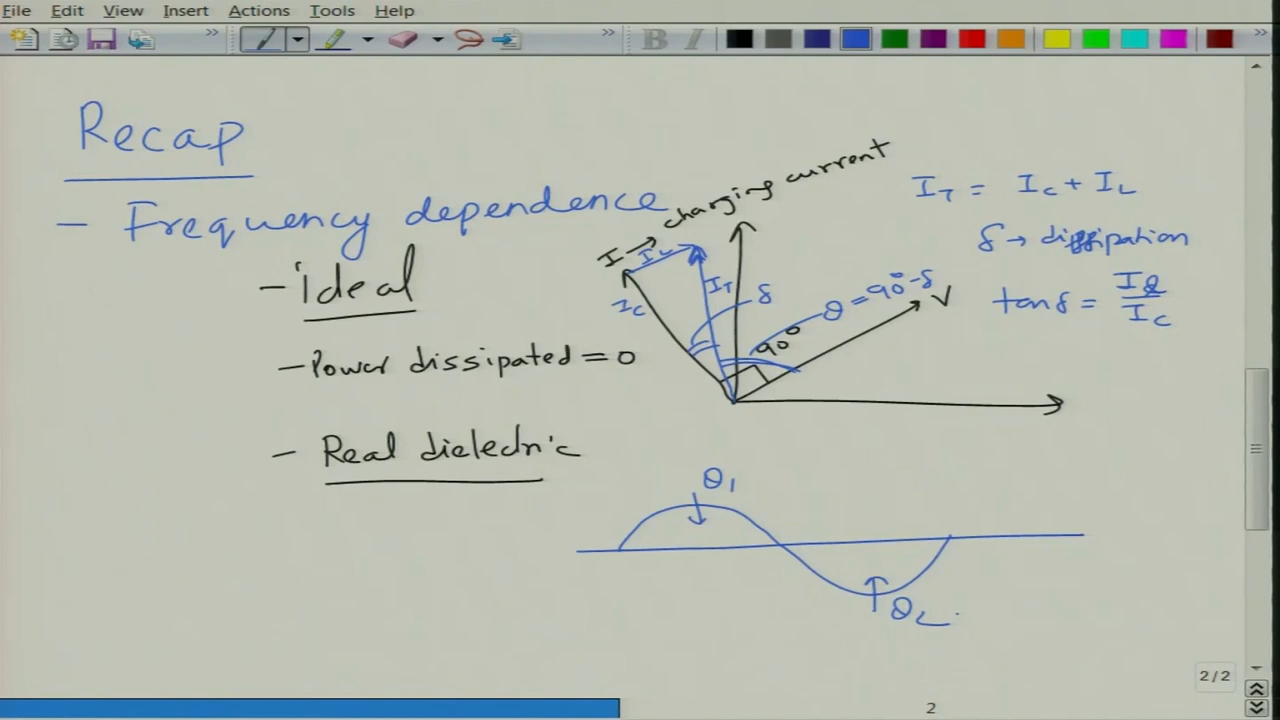 File Edit View Insert Actions Tools Help
Recap
- Frequency dependence
- ideal
- Power dissipated = 0
- Real dielectric
I → charging current
I_L
I_C
I_T
δ
θ = 90°-δ
90°
V
I_T = I_C + I_L
δ → dissipation
tan δ = I_L / I_C
θ_1
θ_2
2/2
2